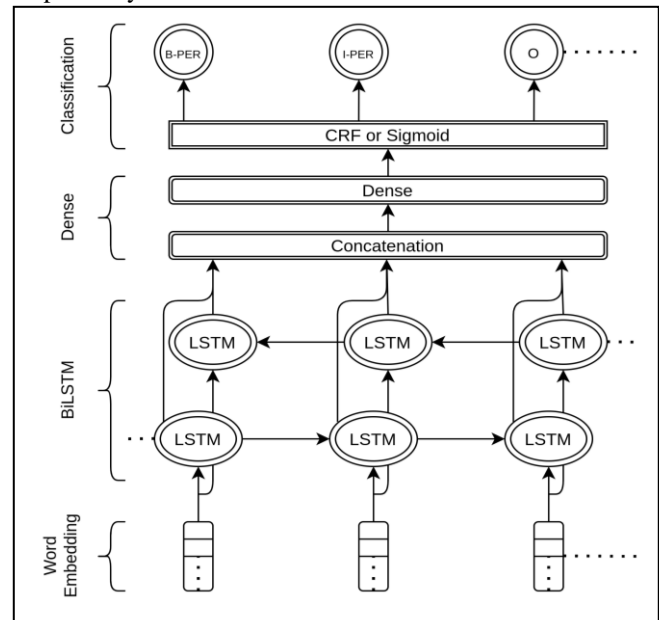 Classification
B-PER
I-PER
O
CRF or Sigmoid
Dense
Dense
Concatenation
BiLSTM
LSTM
LSTM
LSTM
LSTM
LSTM
LSTM
Word
Embedding